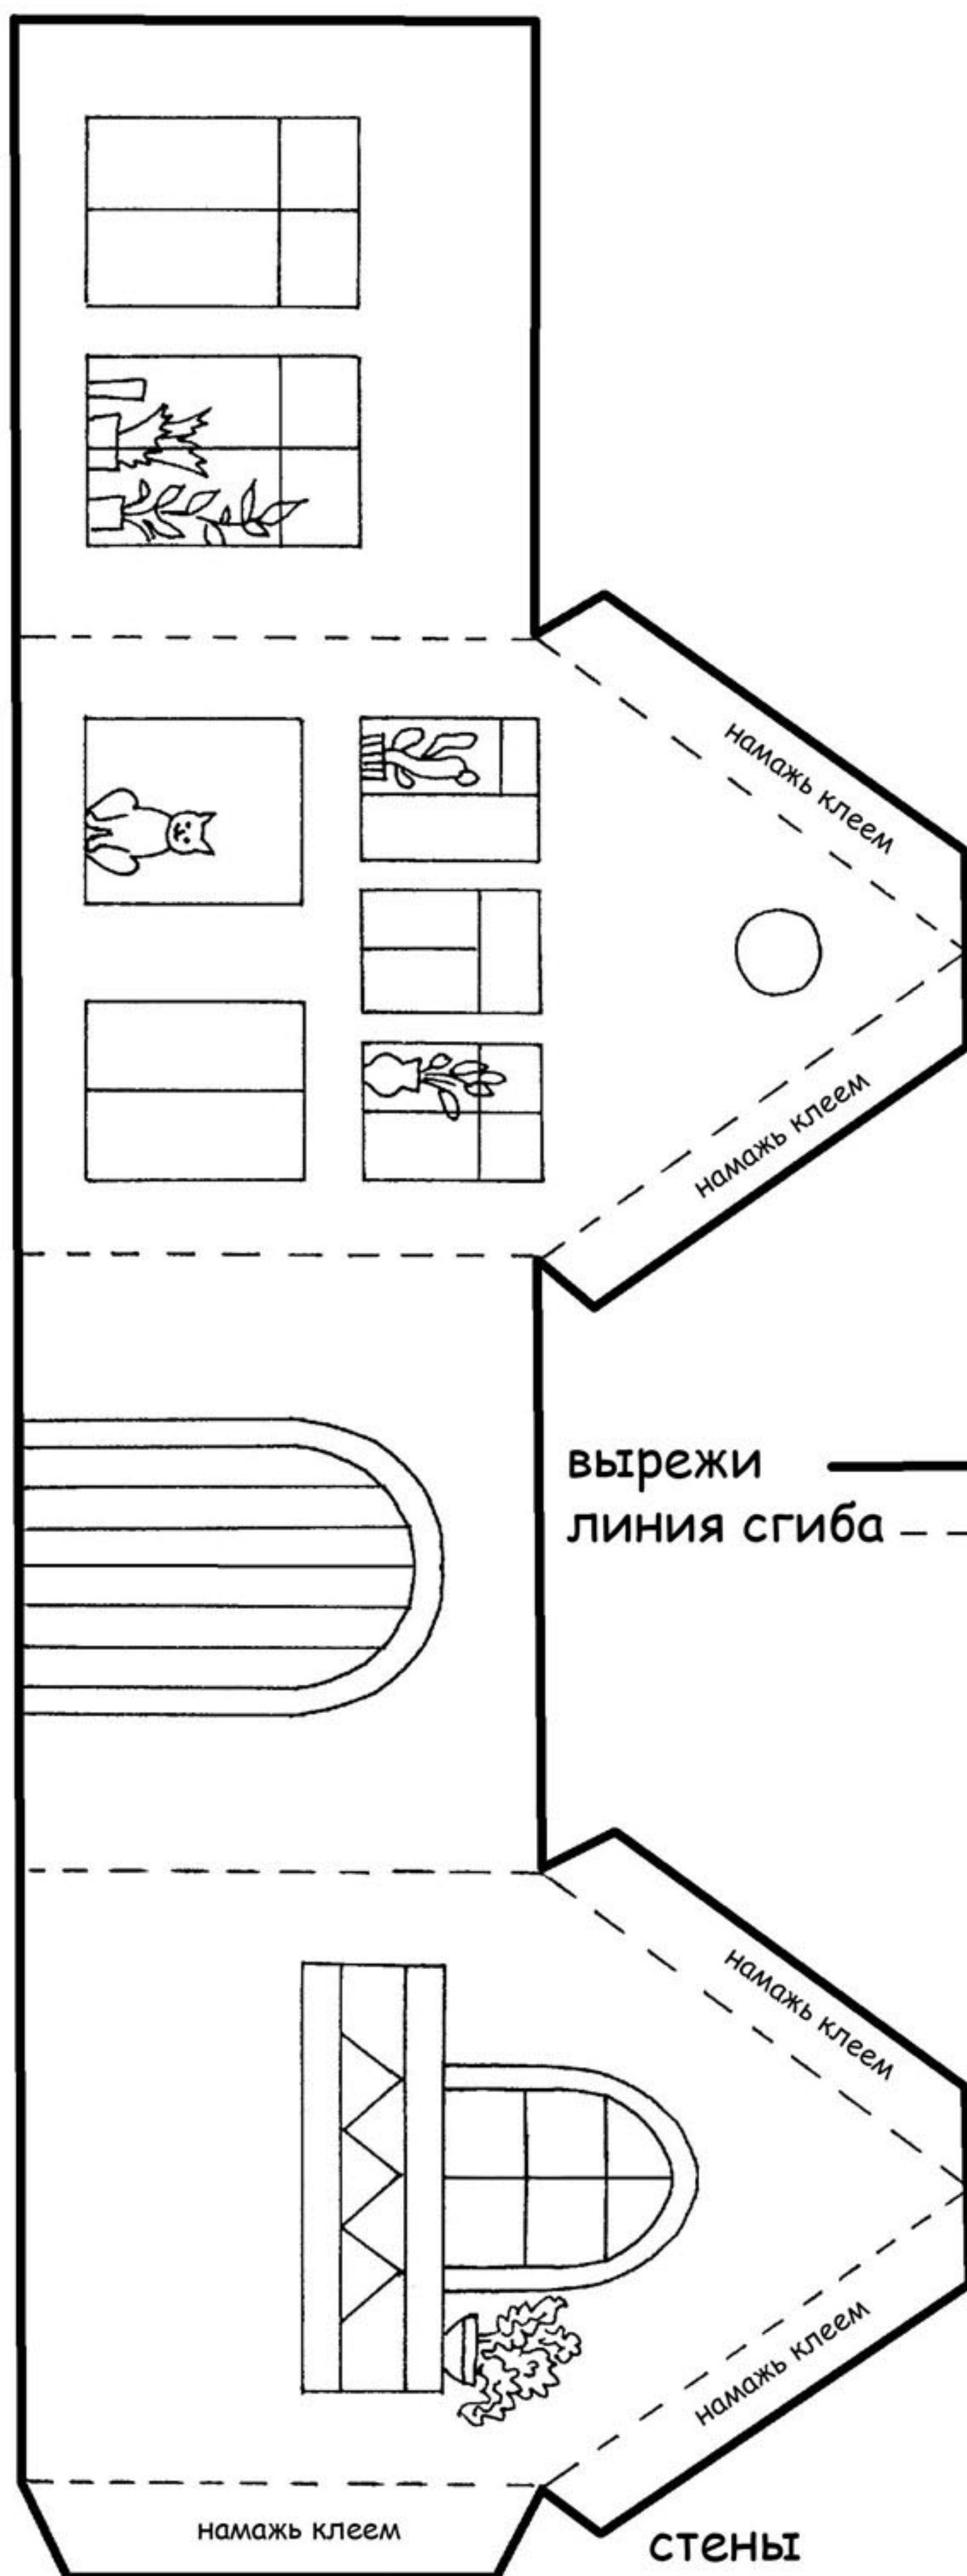 намажь клеем
намажь клеем
вырежи
линия сгиба
намажь клеем
намажь клеем
намажь клеем
стены